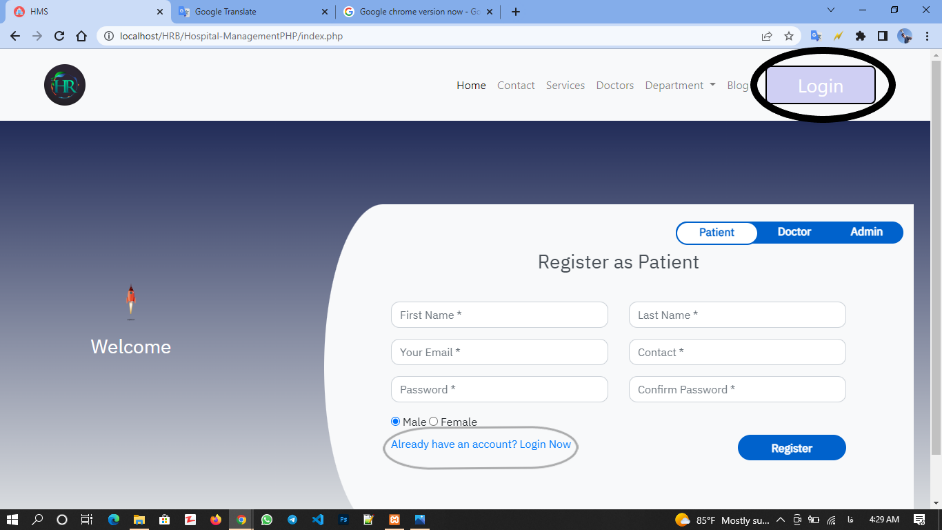 HMS
Google Translate
Google chrome version now - Go
localhost/HRB/Hospital-ManagementPHP/index.php
HR
Home Contact Services Doctors Department Blog
Login
Patient Doctor Admin
Register as Patient
First Name * Last Name *
Your Email * Contact *
Password * Confirm Password *
Male Female
Already have an account? Login Now
Register
Welcome
85°F Mostly su... فا 4:29 AM